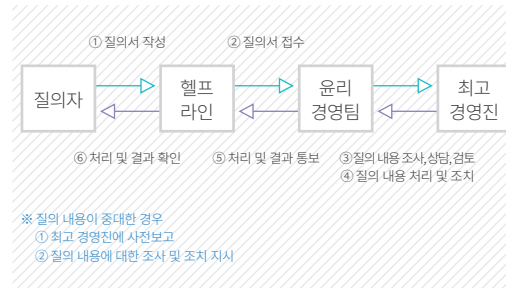 ① 질의서 작성
② 질의서 접수
질의자
헬프
라인
윤리
경영팀
최고
경영진
⑥ 처리 및 결과 확인
⑤ 처리 및 결과 통보
③질의 내용 조사,상담,검토
④ 질의 내용 처리 및 조치
※ 질의 내용이 중대한 경우
① 최고 경영진에 사전보고
② 질의 내용에 대한 조사 및 조치 지시